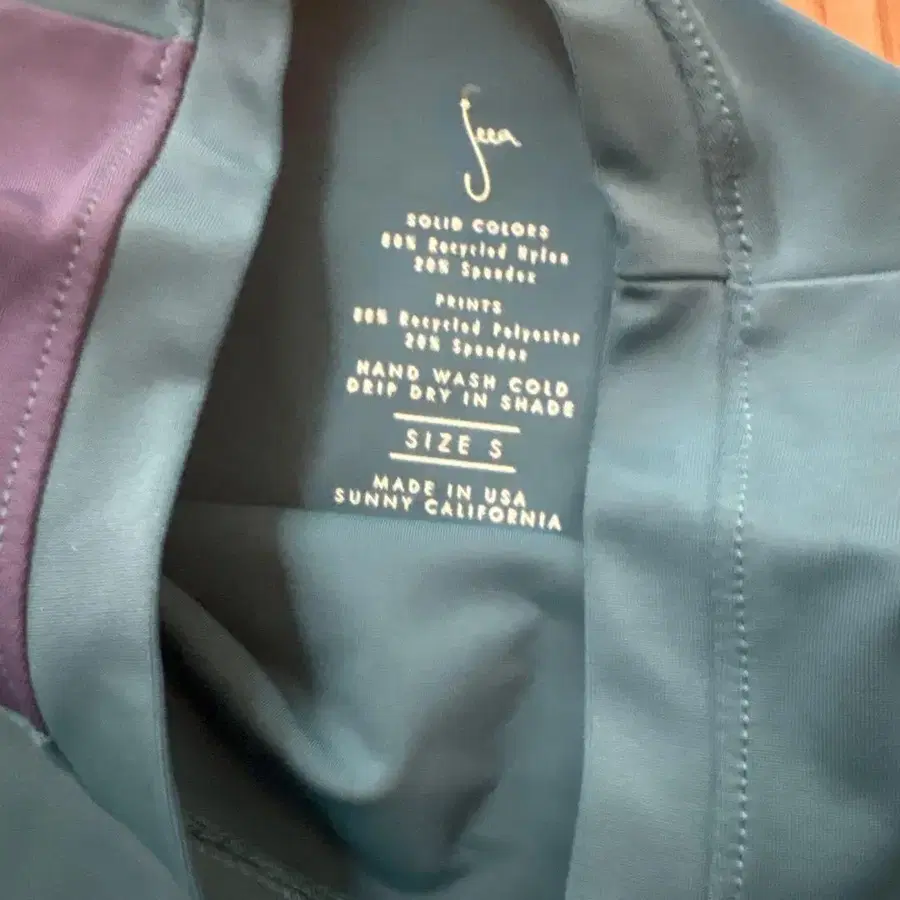 Seea
SOLID COLORS
80% Recycled Nylon
20% Spandex
PRINTS
80% Recycled Polyester
20% Spandex
HAND WASH COLD
DRIP DRY IN SHADE
SIZE S
MADE IN USA
SUNNY CALIFORNIA